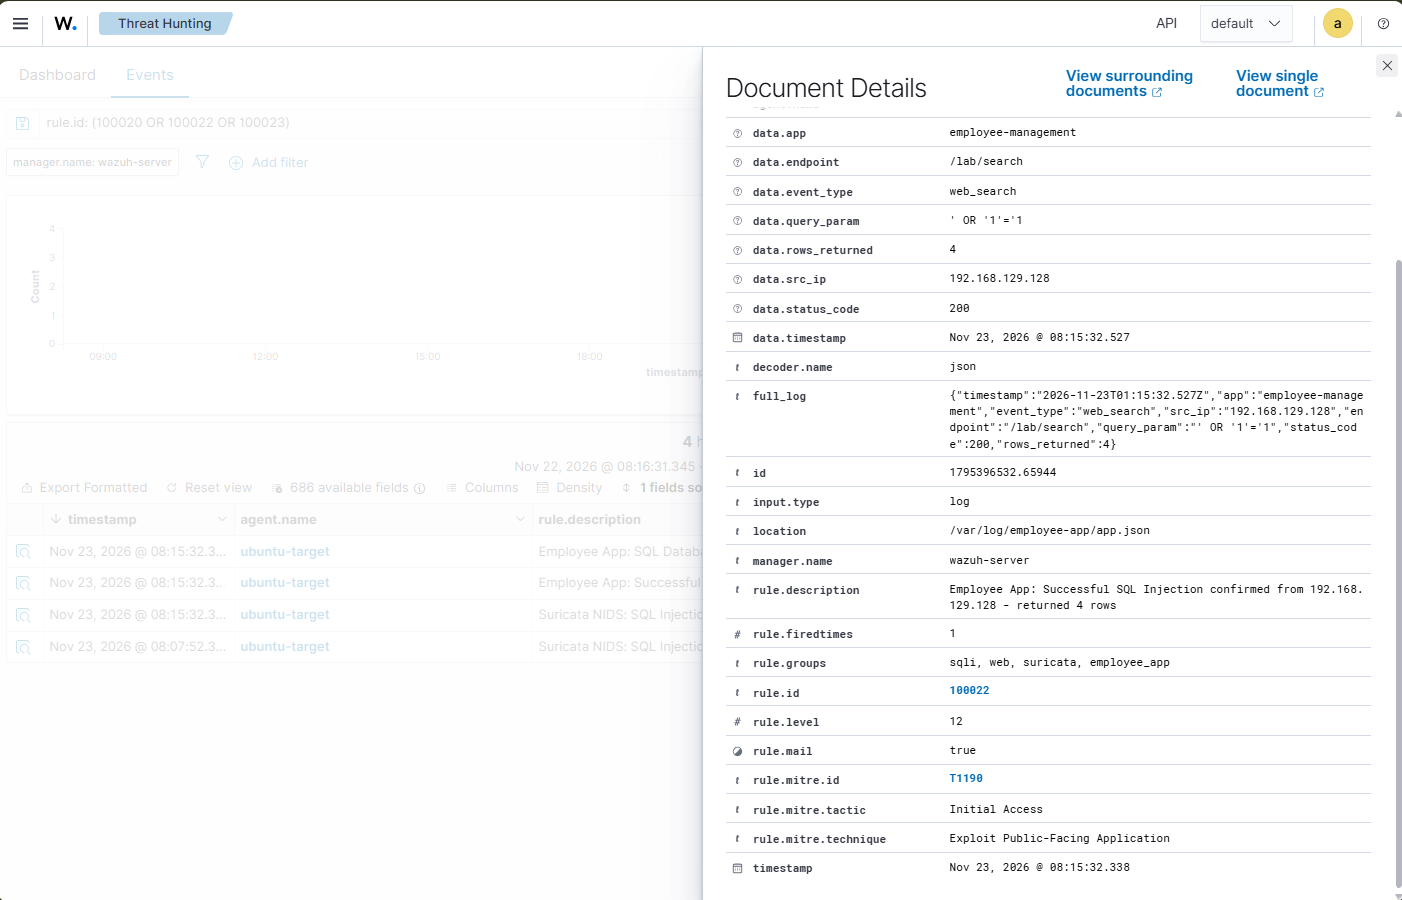 W.
Threat Hunting
API
default
a
Dashboard
Events
rule.id: (100020 OR 100022 OR 100023)
manager.name: wazuh-server
Add filter
4
3
2
1
0
Count
09:00
12:00
15:00
18:00
timestamp
4 h
Nov 22, 2026 @ 08:16:31.345 -
Export Formatted
Reset view
686 available fields
Columns
Density
1 fields so
timestamp
agent.name
rule.description
Nov 23, 2026 @ 08:15:32.3... ubuntu-target Employee App: SQL Databa
Nov 23, 2026 @ 08:15:32.3... ubuntu-target Employee App: Successful
Nov 23, 2026 @ 08:15:32.3... ubuntu-target Suricata NIDS: SQL Injectio
Nov 23, 2026 @ 08:07:52.3... ubuntu-target Suricata NIDS: SQL Injectio
Document Details
View surrounding
documents
View single
document
data.app employee-management
data.endpoint /lab/search
data.event_type web_search
data.query_param ' OR '1'='1
data.rows_returned 4
data.src_ip 192.168.129.128
data.status_code 200
data.timestamp Nov 23, 2026 @ 08:15:32.527
t decoder.name json
t full_log {"timestamp":"2026-11-23T01:15:32.527Z","app":"employee-manage
ment","event_type":"web_search","src_ip":"192.168.129.128","en
dpoint":"/lab/search","query_param":"' OR '1'='1","status_cod
e":200,"rows_returned":4}
t id 1795396532.65944
t input.type log
t location /var/log/employee-app/app.json
t manager.name wazuh-server
t rule.description Employee App: Successful SQL Injection confirmed from 192.168.
129.128 - returned 4 rows
# rule.firedtimes 1
t rule.groups sqli, web, suricata, employee_app
t rule.id 100022
# rule.level 12
rule.mail true
t rule.mitre.id T1190
t rule.mitre.tactic Initial Access
t rule.mitre.technique Exploit Public-Facing Application
timestamp Nov 23, 2026 @ 08:15:32.338